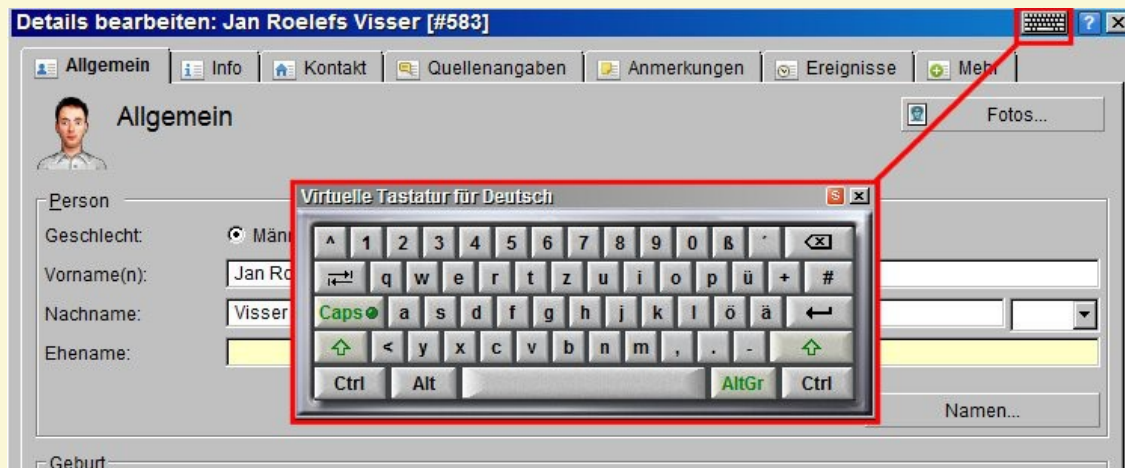 Details bearbeiten: Jan Roelefs Visser [#583] ?
Allgemein Info Kontakt Quellenangaben Anmerkungen Ereignisse Mehr
Allgemein
Fotos...
Person
Virtuelle Tastatur für Deutsch S
Geschlecht:
Vorname(n): Jan
Nachname: Visser
Ehename:
^ 1 2 3 4 5 6 7 8 9 0 ß ´
q w e r t z u i o p ü + #
Caps a s d f g h j k l ö ä
< y x c v b n m , . -
Ctrl Alt AltGr Ctrl
Namen...
Geburt